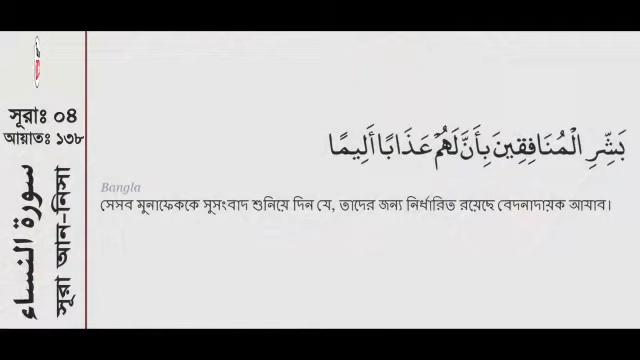 সূরাঃ ০৪
আয়াতঃ ১৩৮
سورة النساء
সূরা আন-নিসা
بَشِّرِ الْمُنَافِقِينَ بِأَنَّ لَهُمْ عَذَابًا أَلِيمًا
Bangla
সেসব মুনাফেককে সুসংবাদ শুনিয়ে দিন যে, তাদের জন্য নির্ধারিত রয়েছে বেদনাদায়ক আযাব।